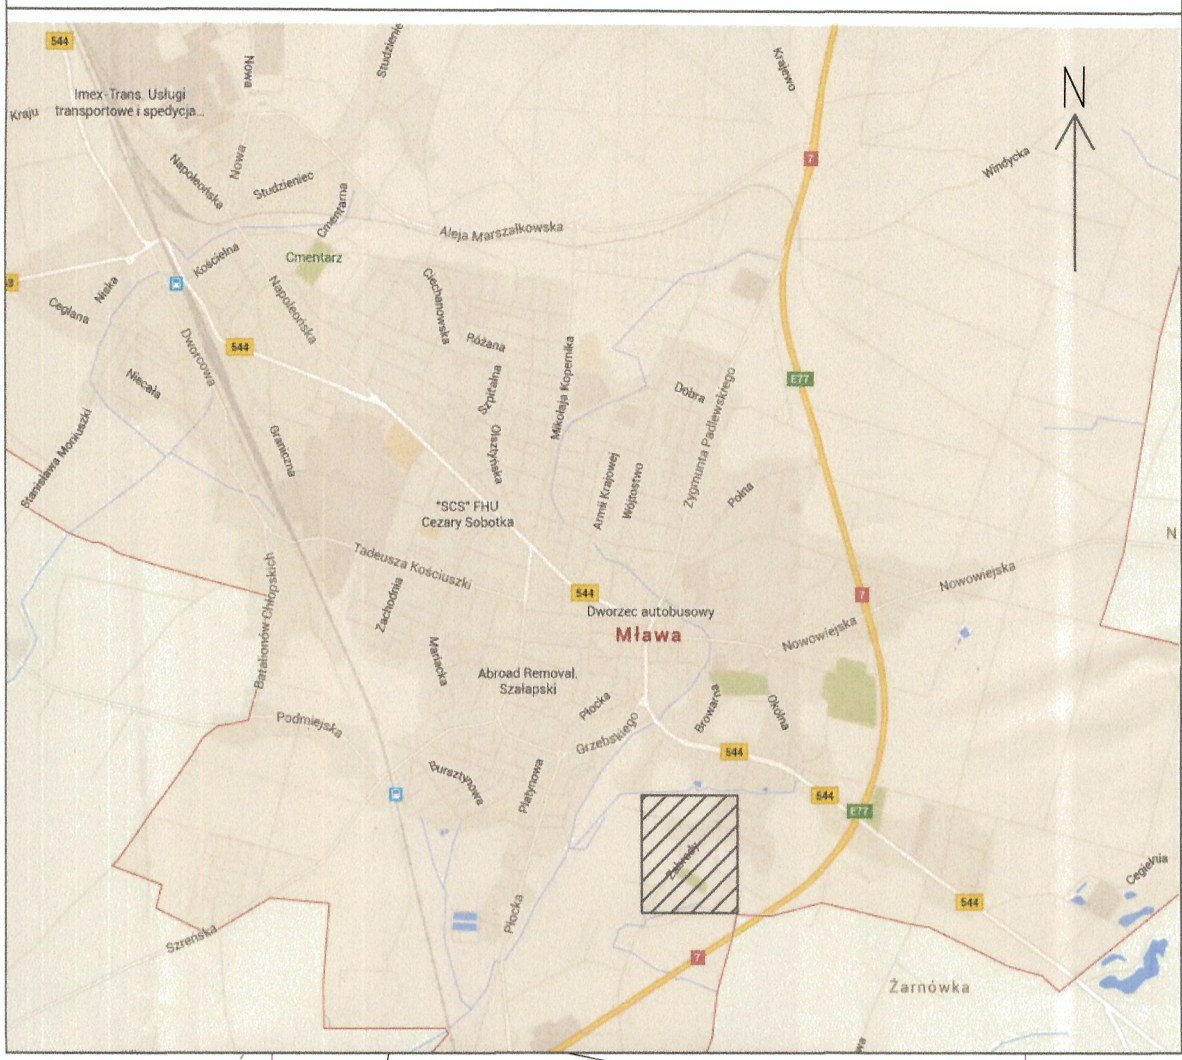 544
Nowa
Studzienie
Krajewo
N
Imex-Trans. Usługi
transportowe i spedycja...
Kraju
7
Windycka
Napoleońska
Nowa
Studzieniec
Cmentarna
Aleja Marszałkowska
Kościelna
Cmentarz
Niska
Ceglana
Napoleońska
Ciechanowska
Różana
Dworcowa
544
Mikołaja Kopernika
Szpitalna
Dobra
E77
Niecała
Zygmunta Padlewskiego
Stanisława Moniuszki
Graniczna
Olsztyńska
Armii Krajowej
Wójtostwo
Polna
"SCS" FHU
Cezary Sobotka
N
Tadeusza Kościuszki
Zachodnia
544
7
Nowowiejska
Dworzec autobusowy
Mława
Nowowiejska
Batalionów Chłopskich
Mariacka
Abroad Removal.
Szałapski
Płocka
Browarna
Okólna
Podmiejska
Grzebskiego
544
Bursztynowa
Platynowa
544
E77
Zabrody
Cegielnia
544
Płocka
Szreńska
7
Żarnówka
wa